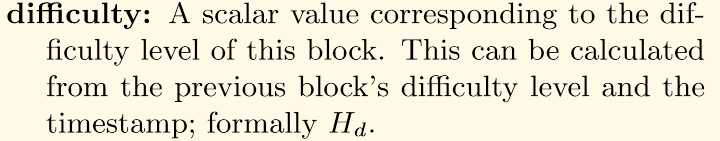 difficulty: A scalar value corresponding to the dif-
ficulty level of this block. This can be calculated
from the previous block's difficulty level and the
timestamp; formally H_d.